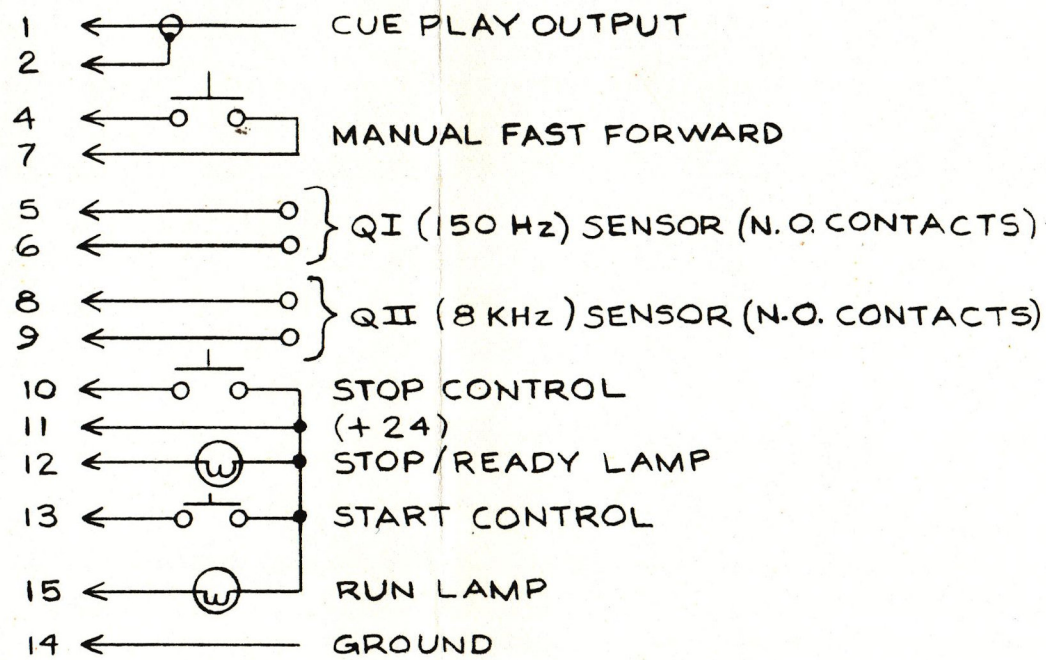 1 CUE PLAY OUTPUT
2
4
MANUAL FAST FORWARD
7
5
QI (150 Hz) SENSOR (N.O. CONTACTS)
6
8
QII (8 KHz) SENSOR (N.O. CONTACTS)
9
10 STOP CONTROL
11 (+24)
12 STOP/READY LAMP
13 START CONTROL
15 RUN LAMP
14 GROUND